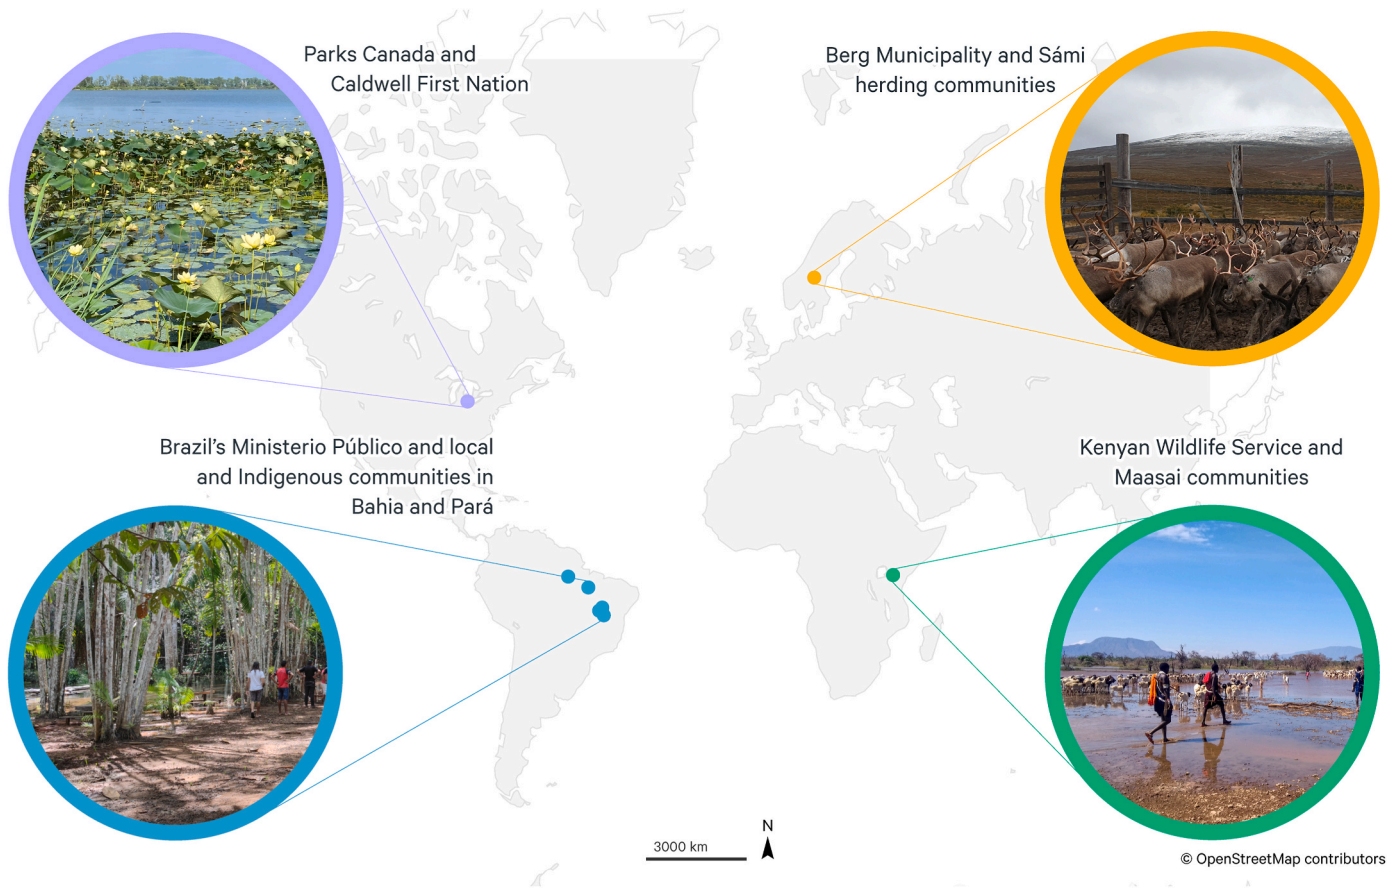 Parks Canada and
Caldwell First Nation
Berg Municipality and Sámi
herding communities
Brazil’s Ministerio Público and local
and Indigenous communities in
Bahia and Pará
Kenyan Wildlife Service and
Maasai communities
N
3000 km
© OpenStreetMap contributors